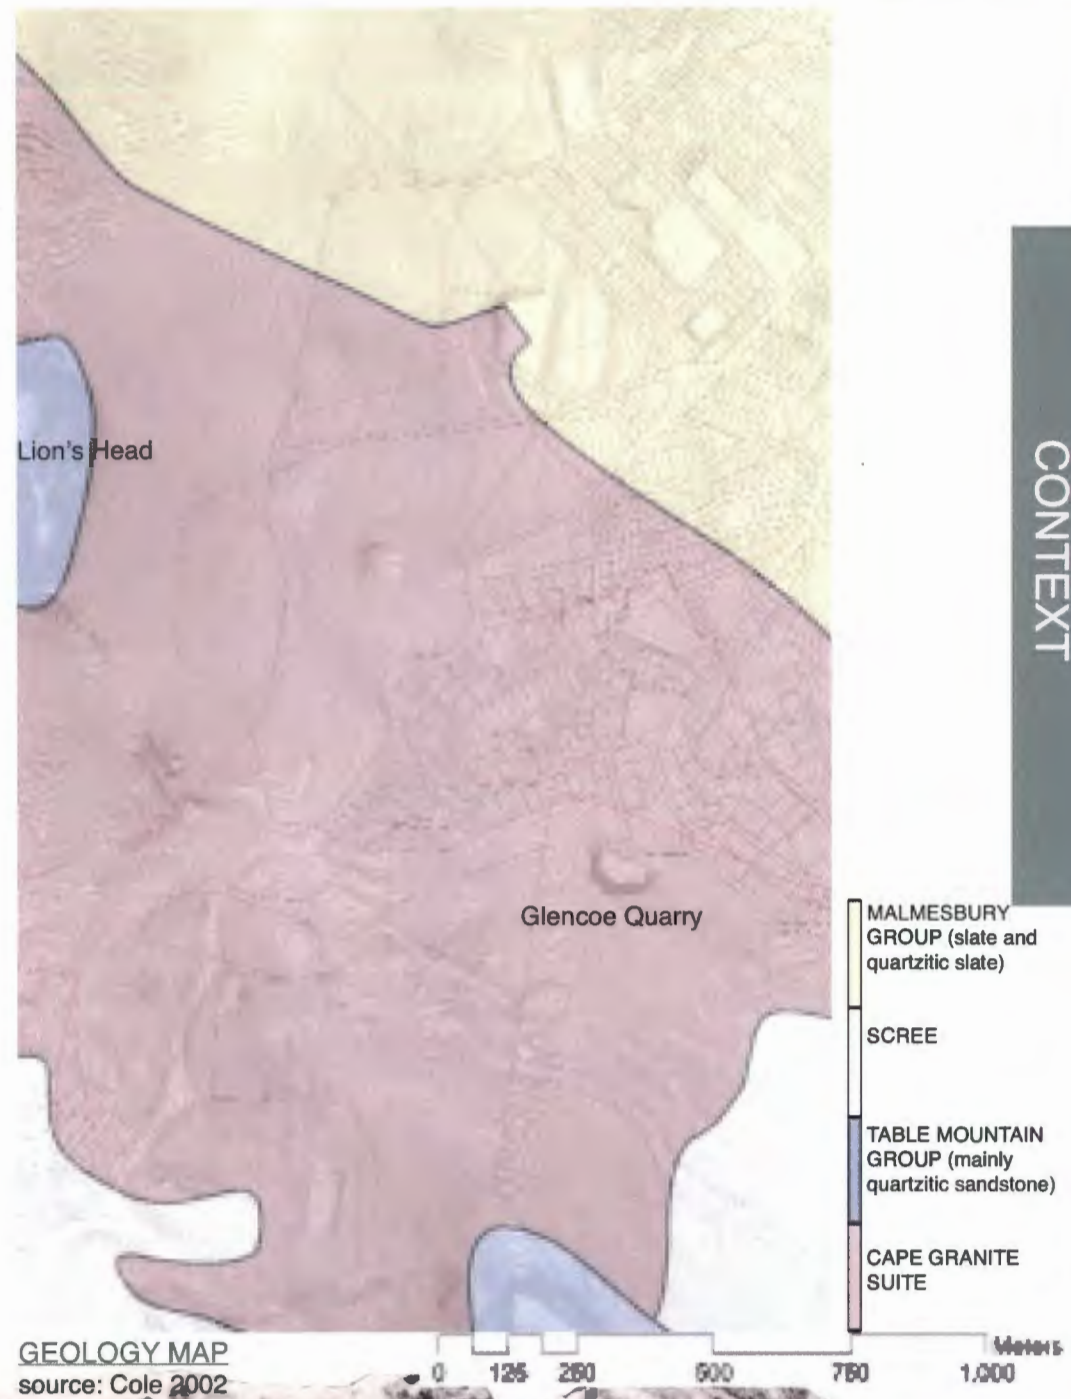 Lion's Head
CONTEXT
Glencoe Quarry
MALMESBURY
GROUP (slate and
quartzitic slate)
SCREE
TABLE MOUNTAIN
GROUP (mainly
quartzitic sandstone)
CAPE GRANITE
SUITE
GEOLOGY MAP
source: Cole 2002
Meters
0 125 250 500 750 1.000